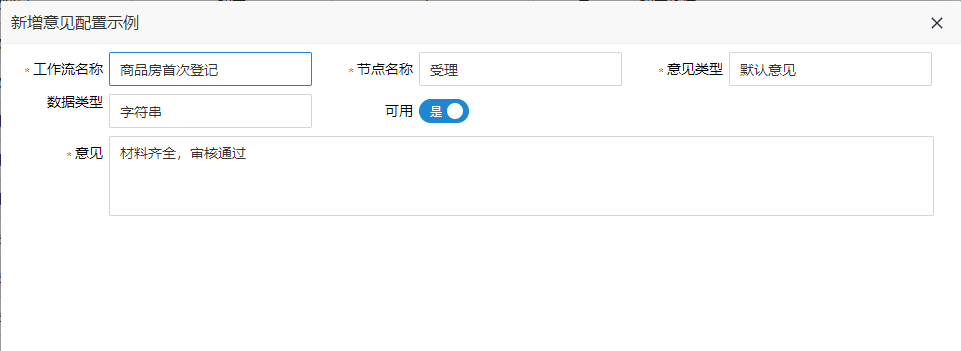 新增意见配置示例
* 工作流名称 商品房首次登记 * 节点名称 受理 * 意见类型 默认意见
数据类型 字符串 可用 是
* 意见 材料齐全，审核通过